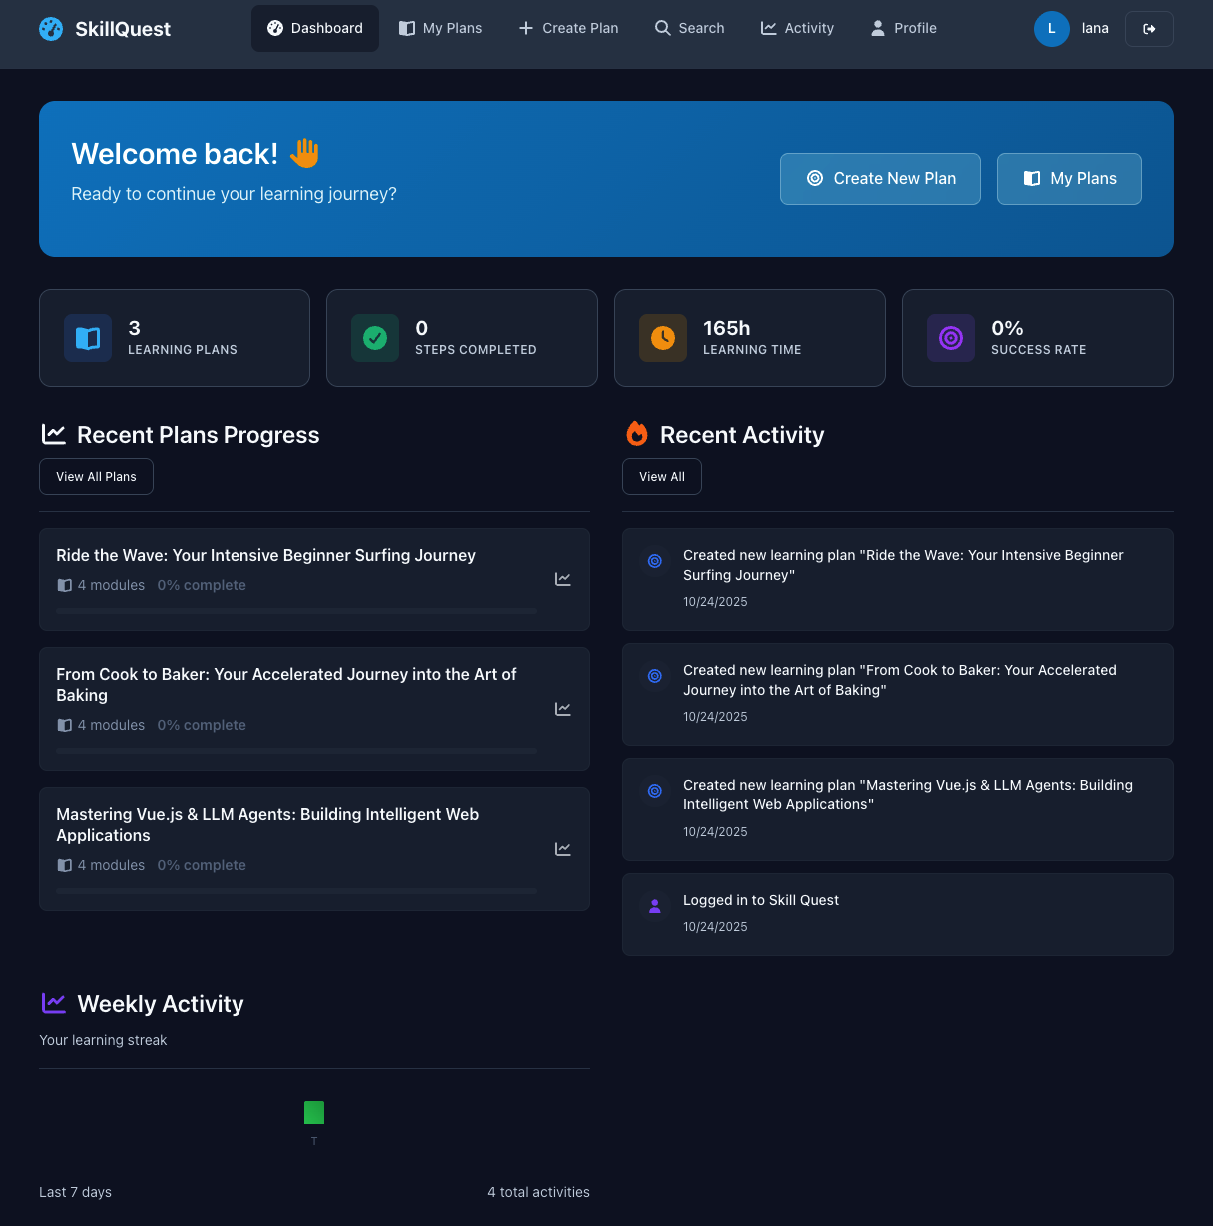 SkillQuest
Dashboard
My Plans
Create Plan
Search
Activity
Profile
L
lana
Welcome back!
Ready to continue your learning journey?
Create New Plan
My Plans
3
LEARNING PLANS
0
STEPS COMPLETED
165h
LEARNING TIME
0%
SUCCESS RATE
Recent Plans Progress
View All Plans
Ride the Wave: Your Intensive Beginner Surfing Journey
4 modules 0% complete
From Cook to Baker: Your Accelerated Journey into the Art of
Baking
4 modules 0% complete
Mastering Vue.js & LLM Agents: Building Intelligent Web
Applications
4 modules 0% complete
Recent Activity
View All
Created new learning plan "Ride the Wave: Your Intensive Beginner
Surfing Journey"
10/24/2025
Created new learning plan "From Cook to Baker: Your Accelerated
Journey into the Art of Baking"
10/24/2025
Created new learning plan "Mastering Vue.js & LLM Agents: Building
Intelligent Web Applications"
10/24/2025
Logged in to Skill Quest
10/24/2025
Weekly Activity
Your learning streak
T
Last 7 days
4 total activities